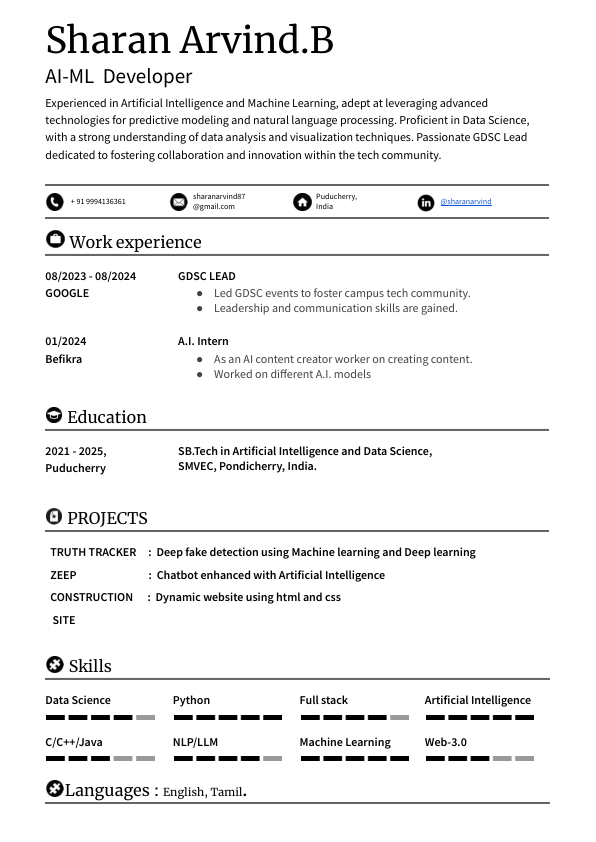 Sharan Arvind.B
AI-ML Developer
Experienced in Artificial Intelligence and Machine Learning, adept at leveraging advanced
technologies for predictive modeling and natural language processing. Proficient in Data Science,
with a strong understanding of data analysis and visualization techniques. Passionate GDSC Lead
dedicated to fostering collaboration and innovation within the tech community.
+ 91 9994136361
sharanarvind87
@gmail.com
Puducherry,
India
@sharanarvind
Work experience
08/2023 - 08/2024 GDSC LEAD
GOOGLE ● Led GDSC events to foster campus tech community.
● Leadership and communication skills are gained.
01/2024 A.I. Intern
Befikra ● As an AI content creator worker on creating content.
● Worked on different A.I. models
Education
2021 - 2025, SB.Tech in Artificial Intelligence and Data Science,
Puducherry SMVEC, Pondicherry, India.
PROJECTS
TRUTH TRACKER : Deep fake detection using Machine learning and Deep learning
ZEEP : Chatbot enhanced with Artificial Intelligence
CONSTRUCTION : Dynamic website using html and css
SITE
Skills
Data Science Python Full stack Artificial Intelligence
C/C++/Java NLP/LLM Machine Learning Web-3.0
Languages : English, Tamil.